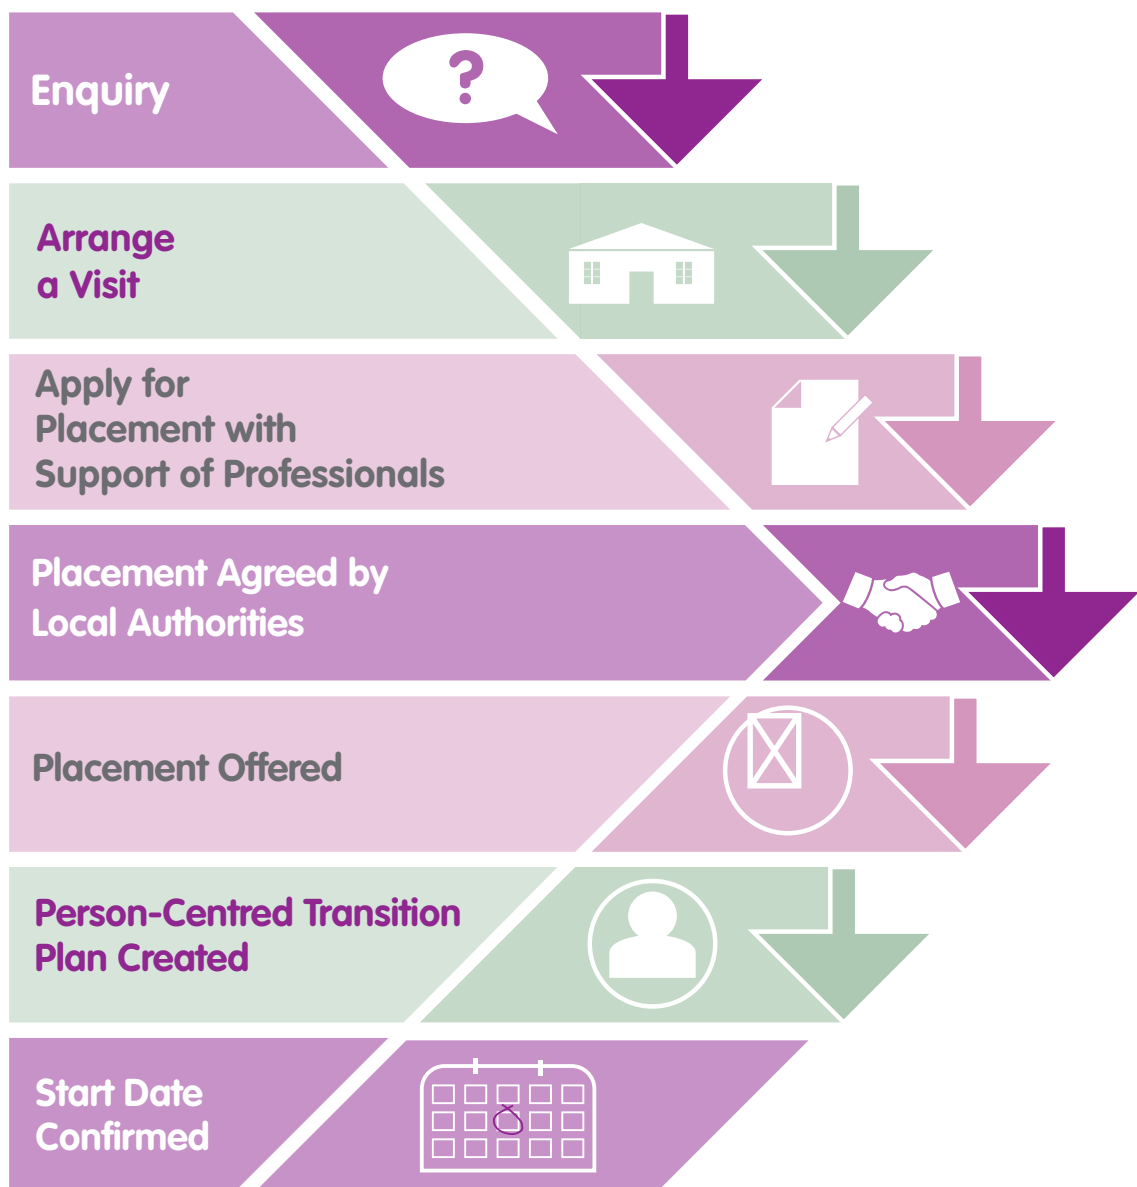 Enquiry
?
Arrange
a Visit
Apply for
Placement with
Support of Professionals
Placement Agreed by
Local Authorities
Placement Offered
Person-Centred Transition
Plan Created
Start Date
Confirmed